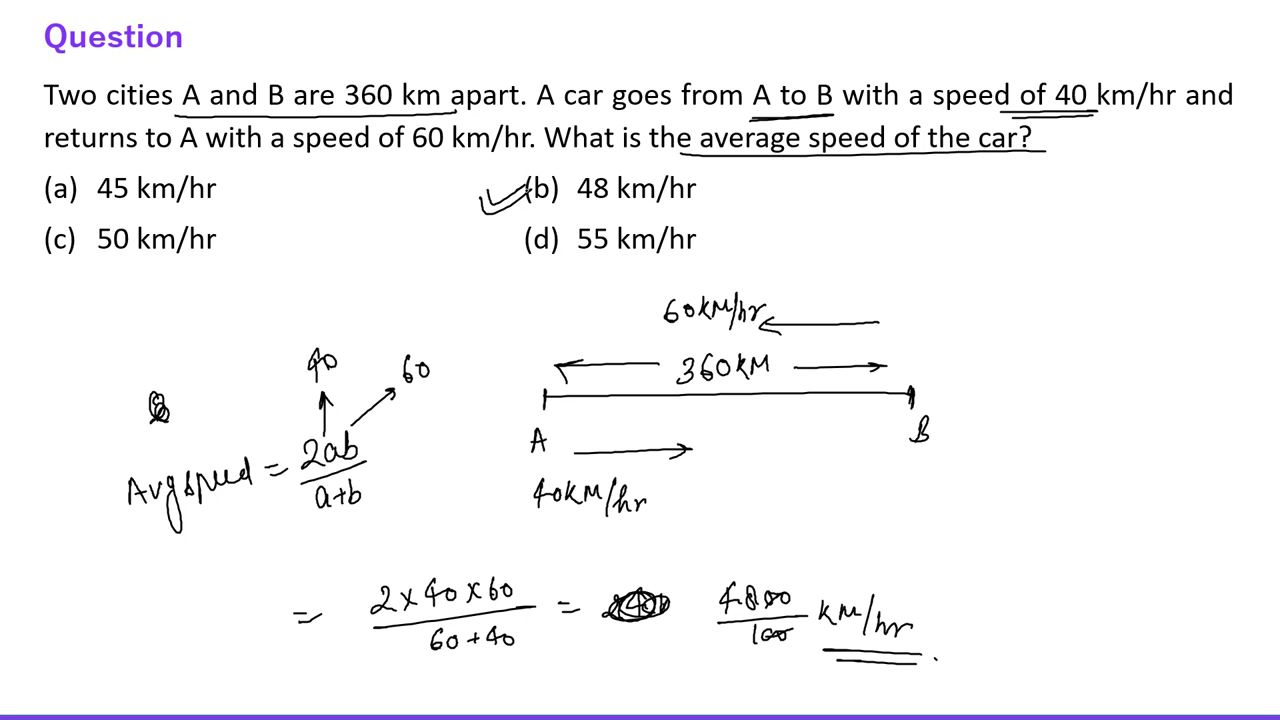 Question
Two cities A and B are 360 km apart. A car goes from A to B with a speed of 40 km/hr and
returns to A with a speed of 60 km/hr. What is the average speed of the car?
(a) 45 km/hr (b) 48 km/hr
(c) 50 km/hr (d) 55 km/hr
60KM/hr
40 60 360KM
A B
Avg speed = 2ab/a+b
40KM/hr
= 2×40×60/60+40 = 4800/100 KM/hr